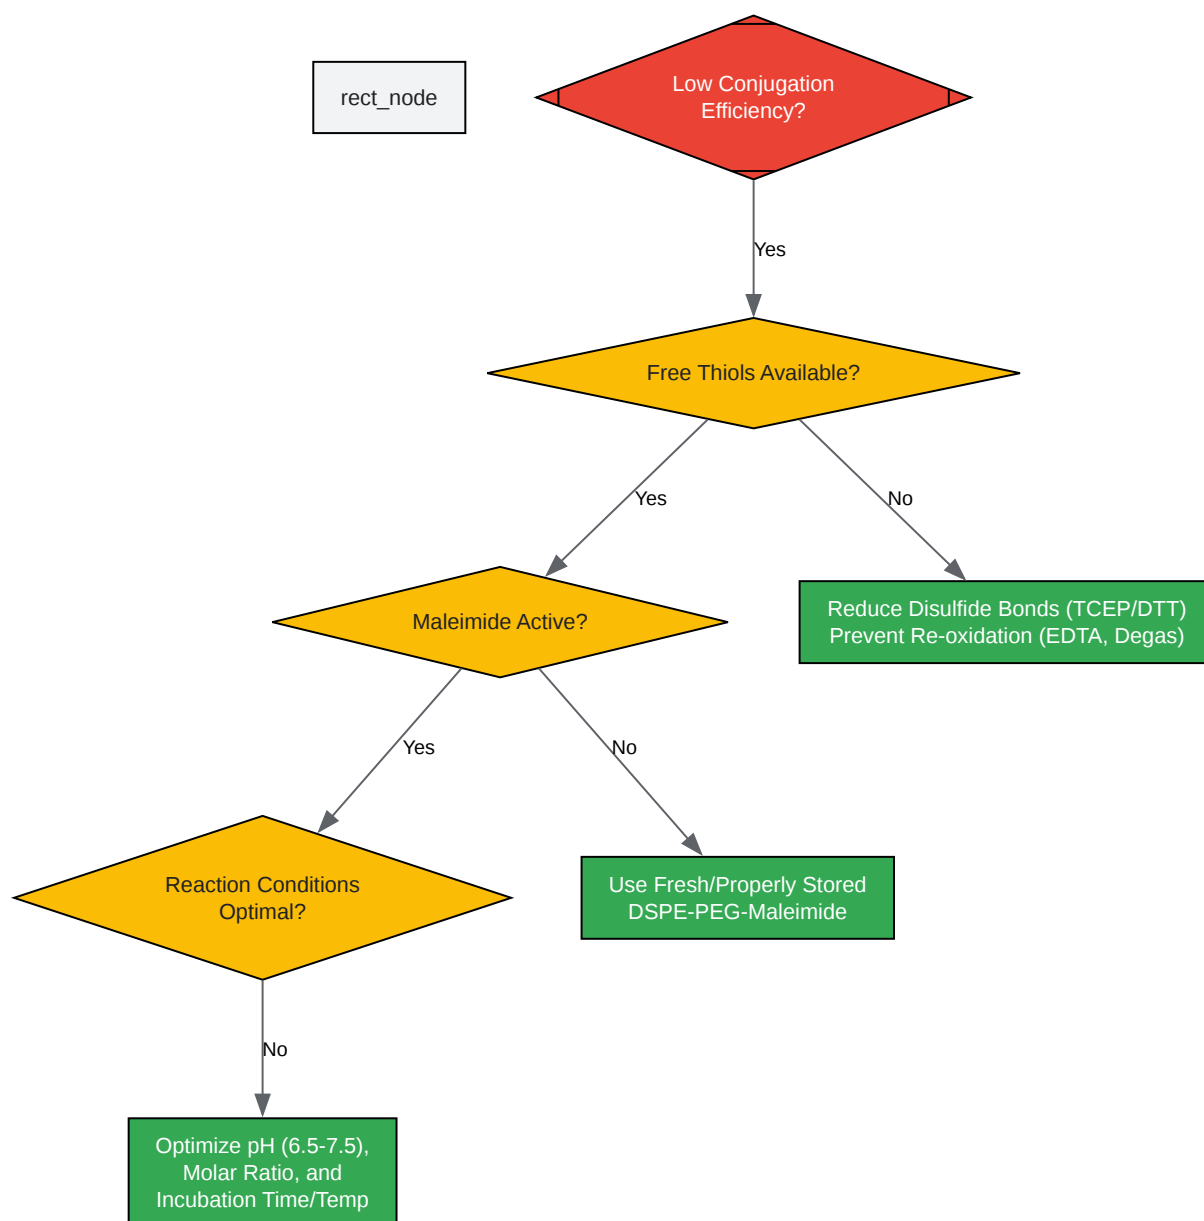 rect_node
Low Conjugation
Efficiency?
Yes
Free Thiols Available?
Yes
No
Maleimide Active?
Reduce Disulfide Bonds (TCEP/DTT)
Prevent Re-oxidation (EDTA, Degas)
Yes
No
Reaction Conditions
Optimal?
Use Fresh/Properly Stored
DSPE-PEG-Maleimide
No
Optimize pH (6.5-7.5),
Molar Ratio, and
Incubation Time/Temp